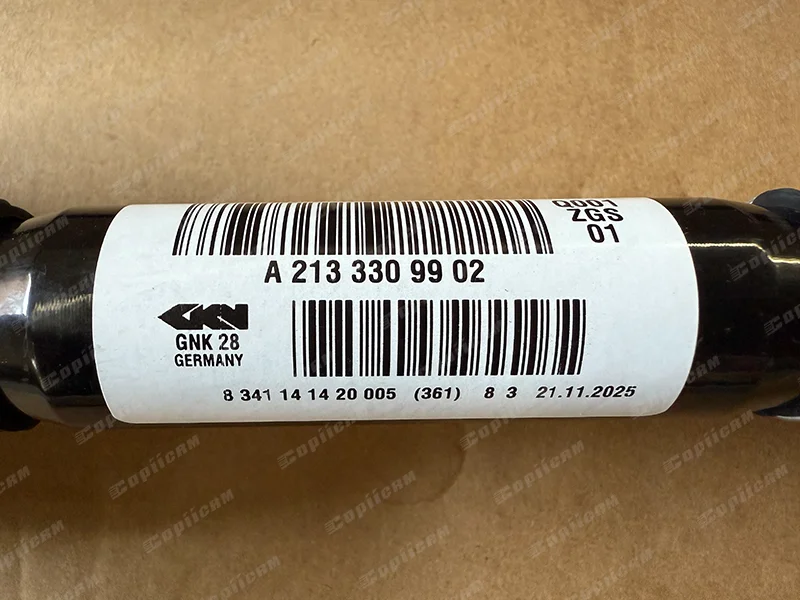 Q001
ZGS
01
A 213 330 99 02
GKN
GNK 28
GERMANY
8 341 14 14 20 005 (361) 8 3 21.11.2025
Copiicam